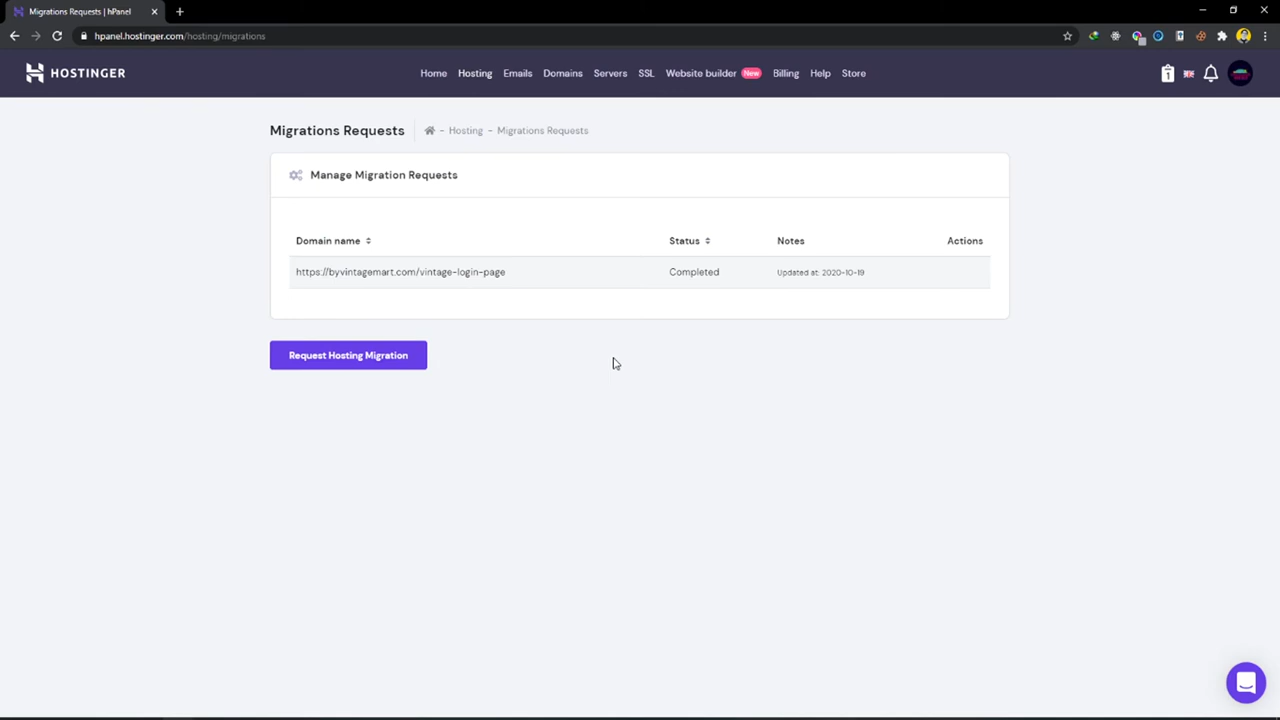 Migrations Requests | hPanel
hpanel.hostinger.com/hosting/migrations
HOSTINGER
Home Hosting Emails Domains Servers SSL Website builder New Billing Help Store
1
Migrations Requests - Hosting - Migrations Requests
Manage Migration Requests
Domain name Status Notes Actions
https://byvintagemart.com/vintage-login-page Completed Updated at: 2020-10-19
Request Hosting Migration